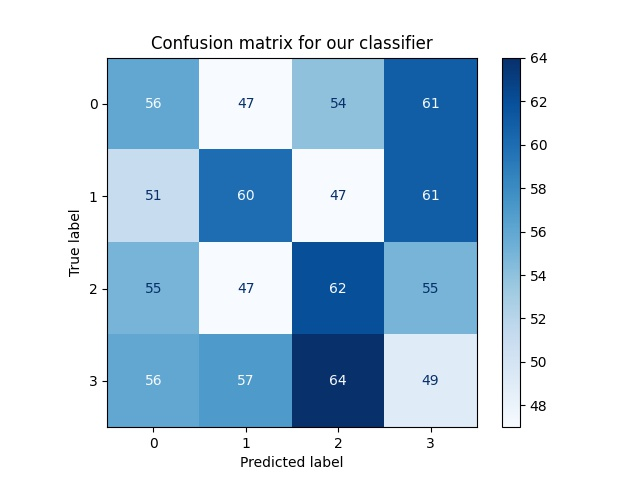 Confusion matrix for our classifier
True label
0 56 47 54 61
1 51 60 47 61
2 55 47 62 55
3 56 57 64 49
0 1 2 3
Predicted label
64
62
60
58
56
54
52
50
48